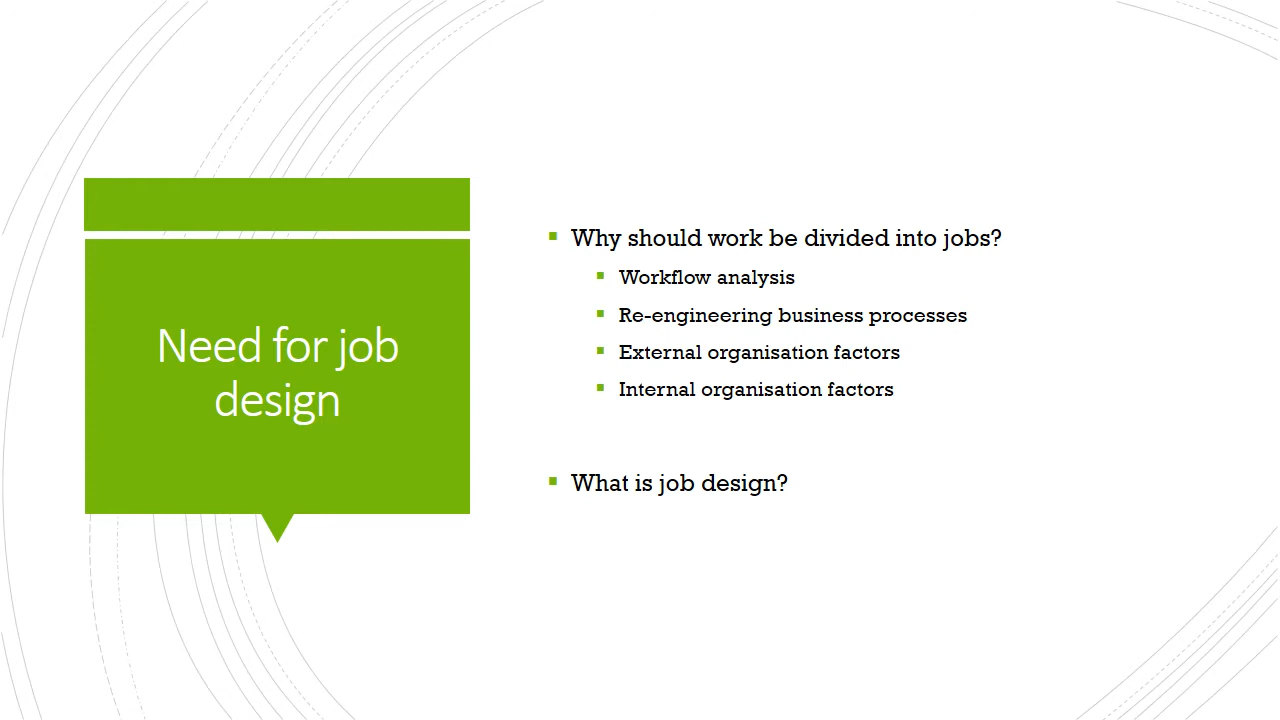 Need for job
design
Why should work be divided into jobs?
Workflow analysis
Re-engineering business processes
External organisation factors
Internal organisation factors
What is job design?